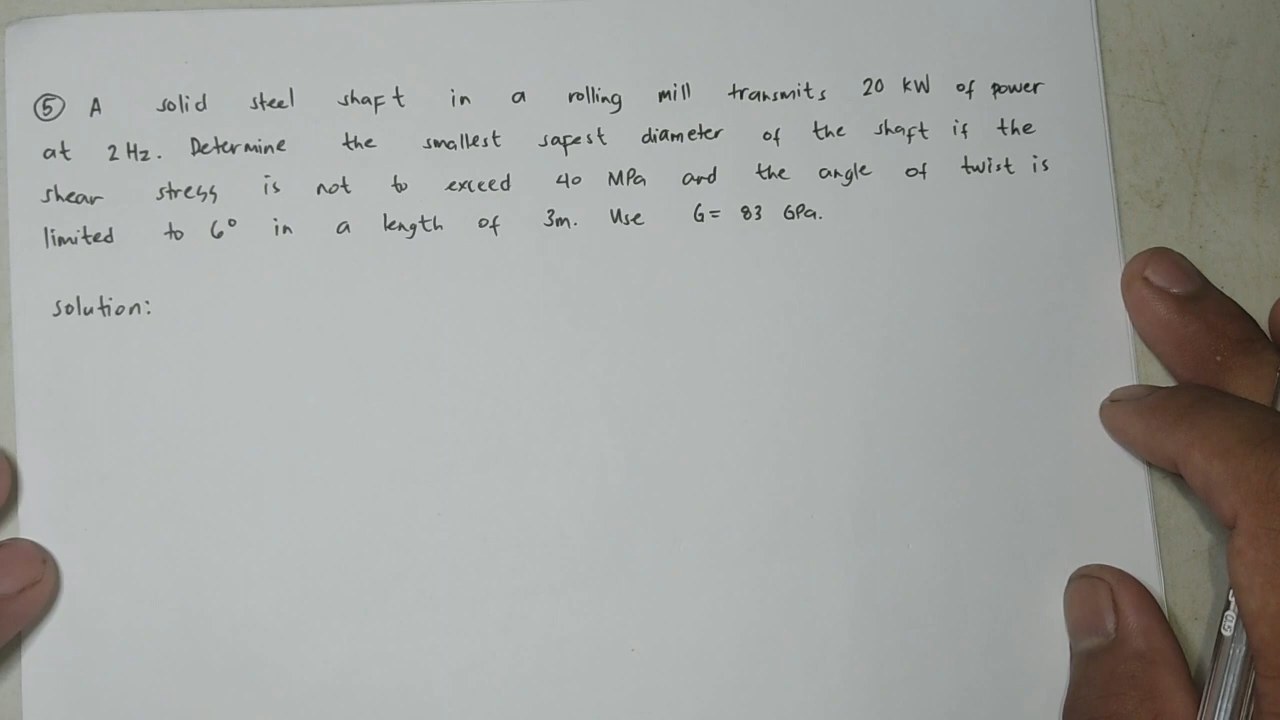 ⑤ A solid steel shaft in a rolling mill transmits 20 kW of power
at 2 Hz. Determine the smallest safest diameter of the shaft if the
shear stress is not to exceed 40 MPa and the angle of twist is
limited to 6° in a length of 3m. Use G = 83 GPa.
solution:
0.5